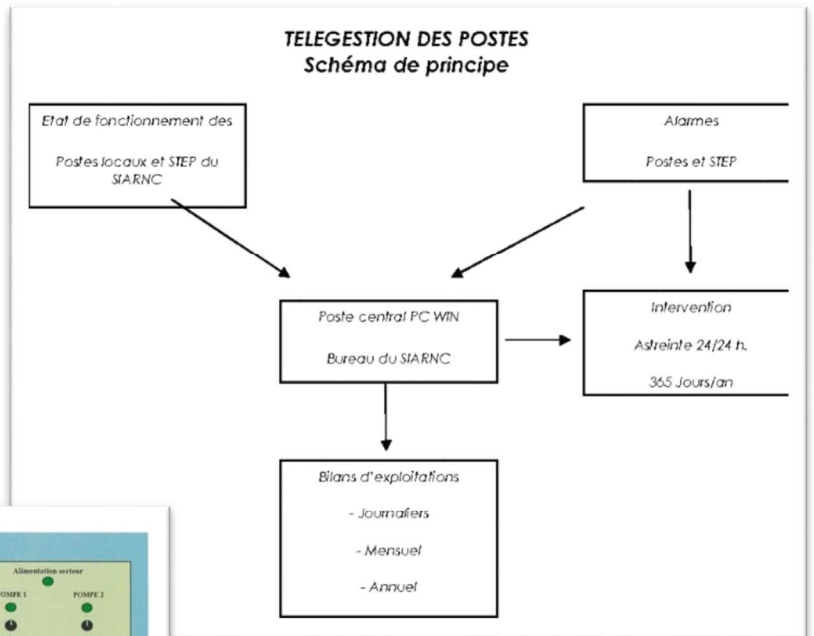 TELEGESTION DES POSTES
Schéma de principe
Etat de fonctionnement des
Postes locaux et STEP du
SIARNC
Alarmes
Postes et STEP
Poste central PC WIN
Bureau du SIARNC
Intervention
Astreinte 24/24 h.
365 Jours/an
Bilans d'exploitations
- Journaliers
- Mensuel
- Annuel
Alimentation secteur
POMPE 1
POMPE 2